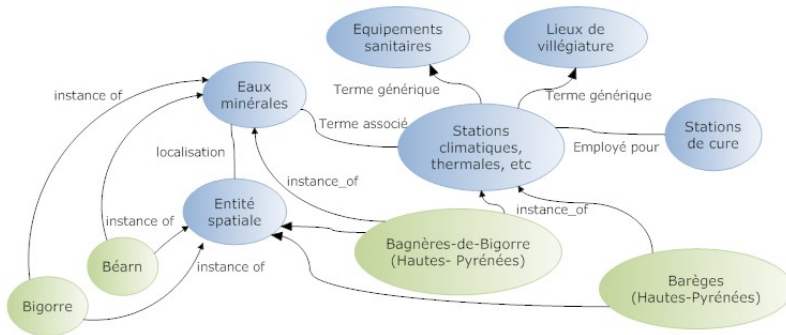 Equipements
sanitaires
Lieux de
villégiature
instance of
Eaux
minérales
Terme générique
Terme générique
Terme associé
Stations
climatiques,
thermales, etc
Employé pour
Stations
de cure
localisation
instance_of
Entité
spatiale
instance of
instance_of
Béarn
instance of
Bagnères-de-Bigorre
(Hautes- Pyrénées)
Barèges
(Hautes-Pyrénées)
Bigorre